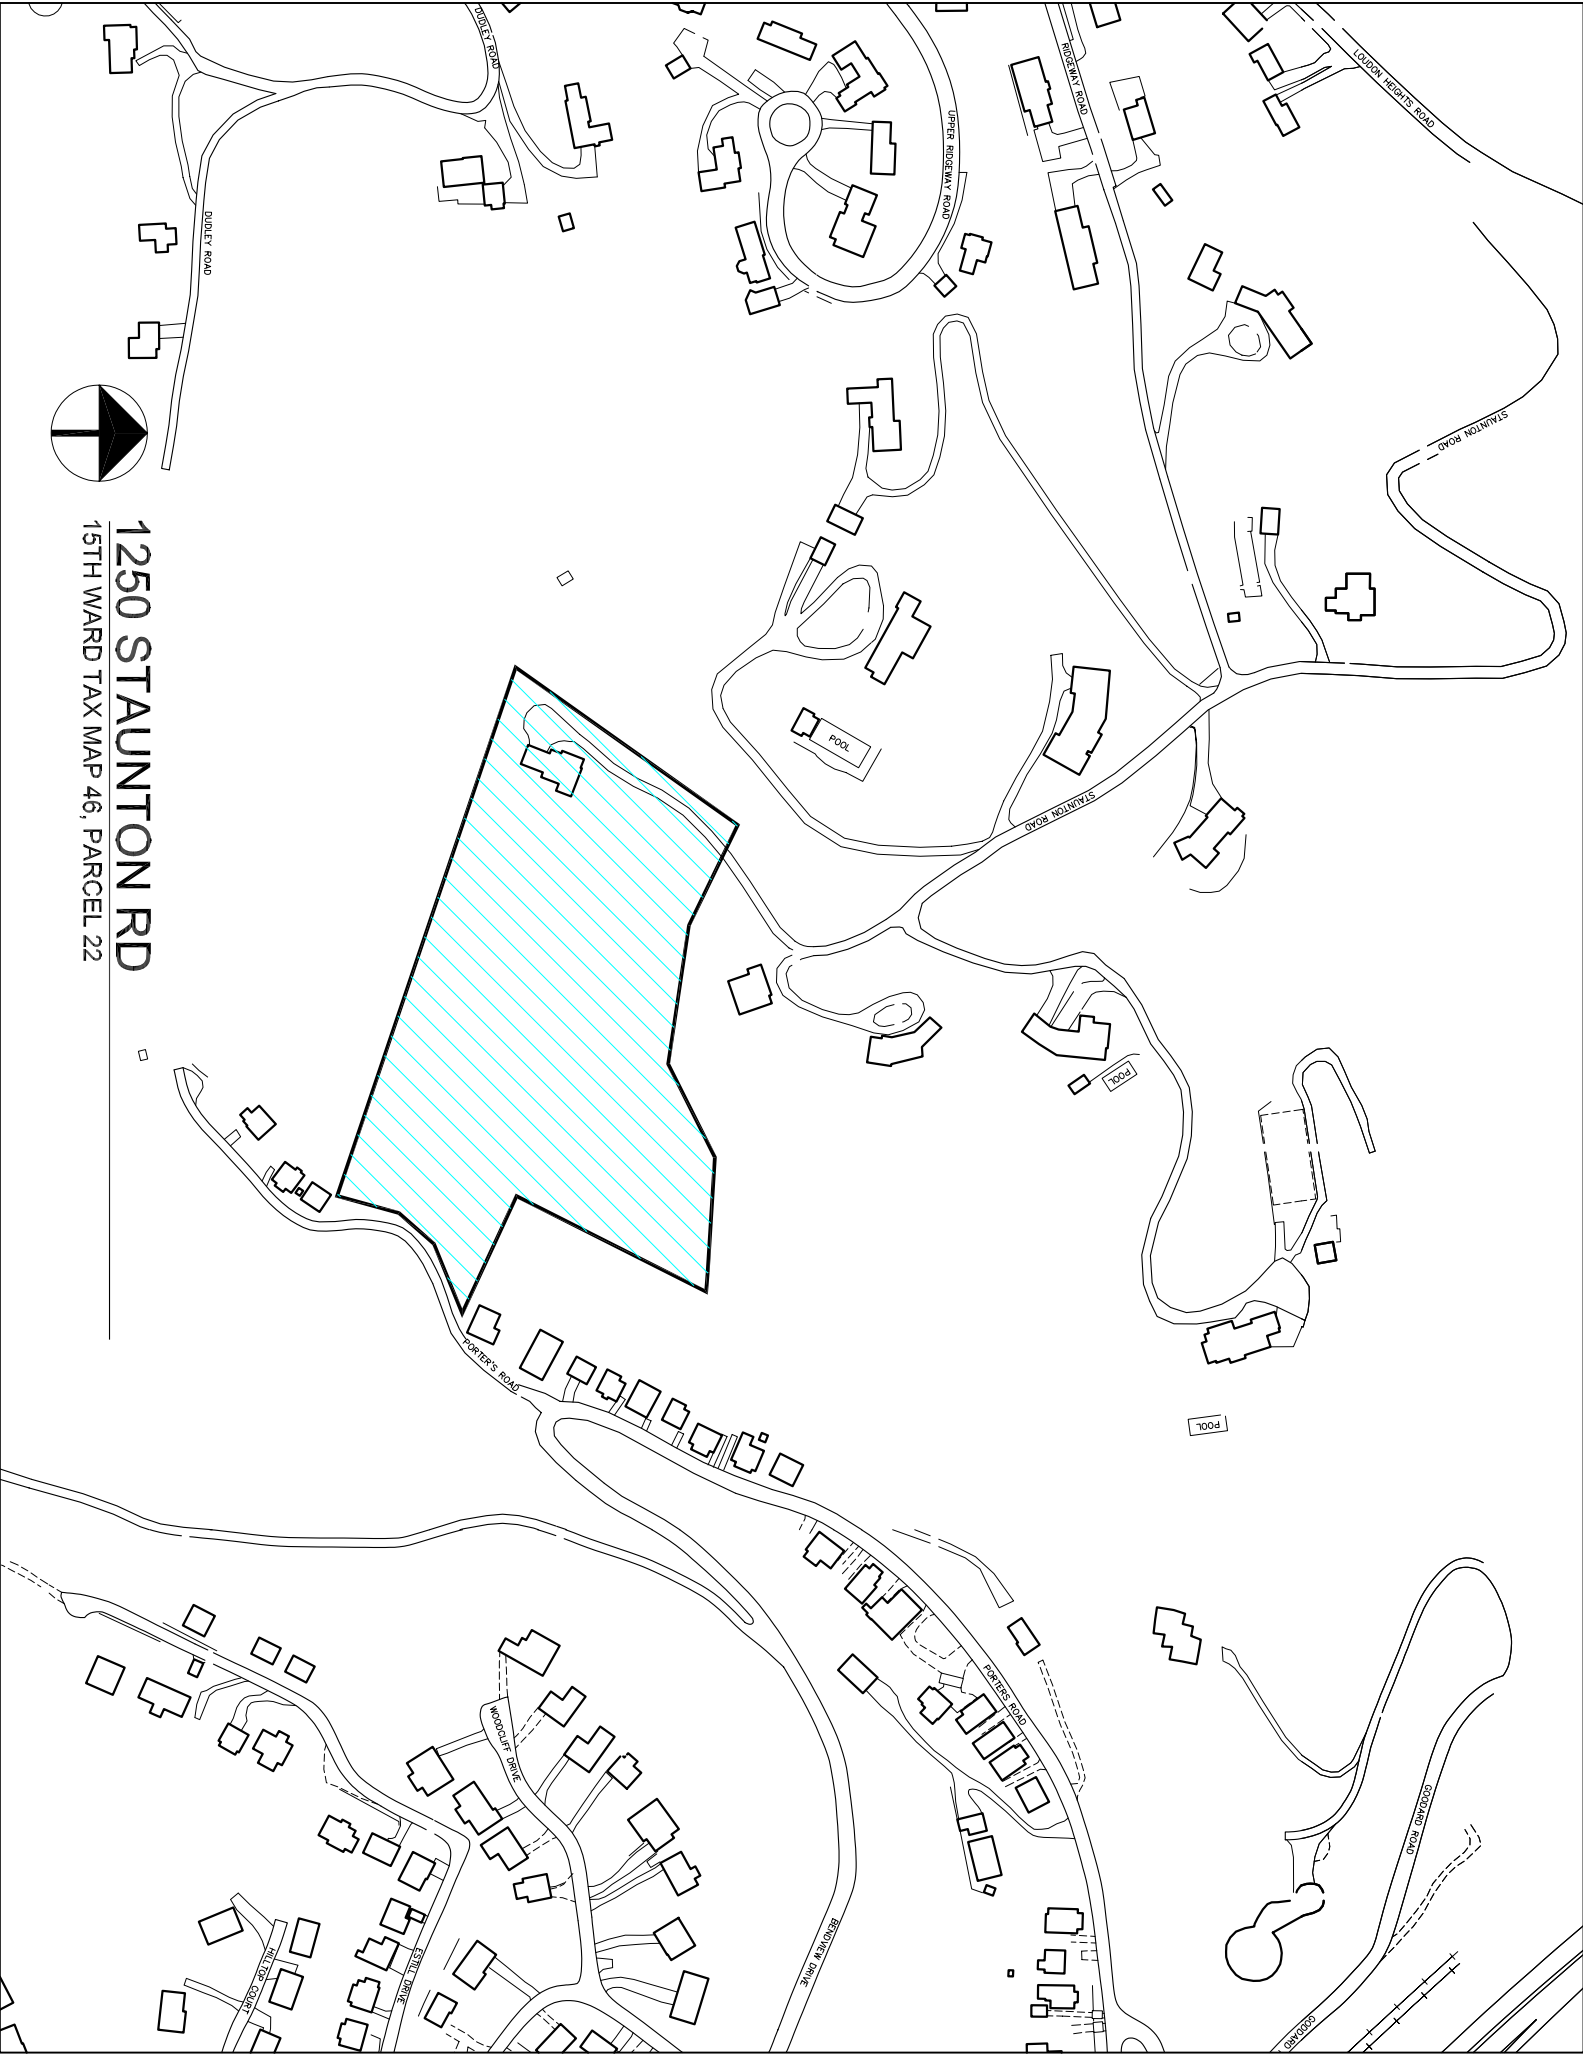 1250 STAUNTON RD
15TH WARD TAX MAP 46, PARCEL 22
LOUDON HEIGHTS ROAD
RIDGEWAY ROAD
UPPER RIDGEWAY ROAD
DUDLEY ROAD
DUDLEY ROAD
STAUNTON ROAD
STAUNTON ROAD
POOL
POOL
POOL
PORTER'S ROAD
PORTERS ROAD
GODDARD ROAD
GODDARD
WOODCLIFF DRIVE
BENDVIEW DRIVE
ESTILL DRIVE
HILLTOP COURT